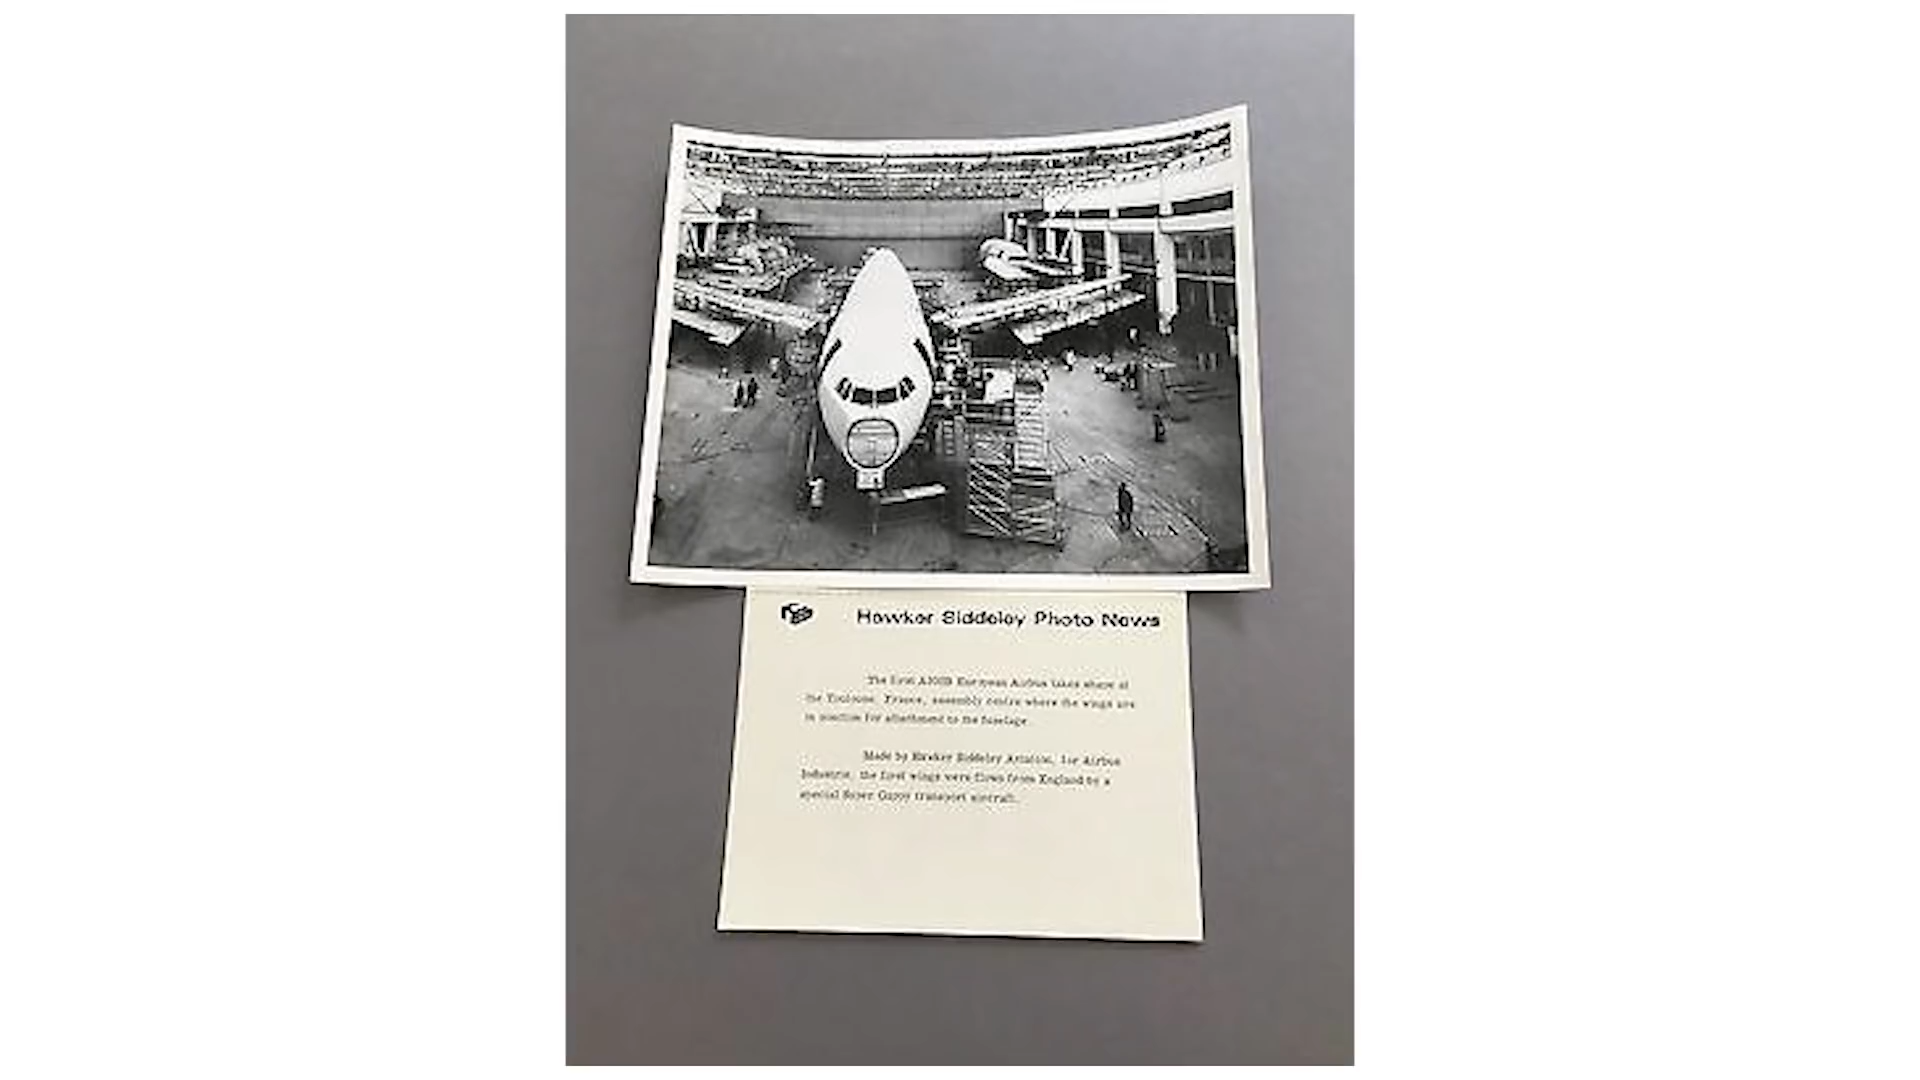 Hawker Siddeley Photo News
The first A300B European Airbus takes shape at
the Toulouse, France, assembly centre where the wings are
in position for attachment to the fuselage.
Made by Hawker Siddeley Aviation, for Airbus
Industrie, the first wings were flown from England by a
special Super Guppy transport aircraft.